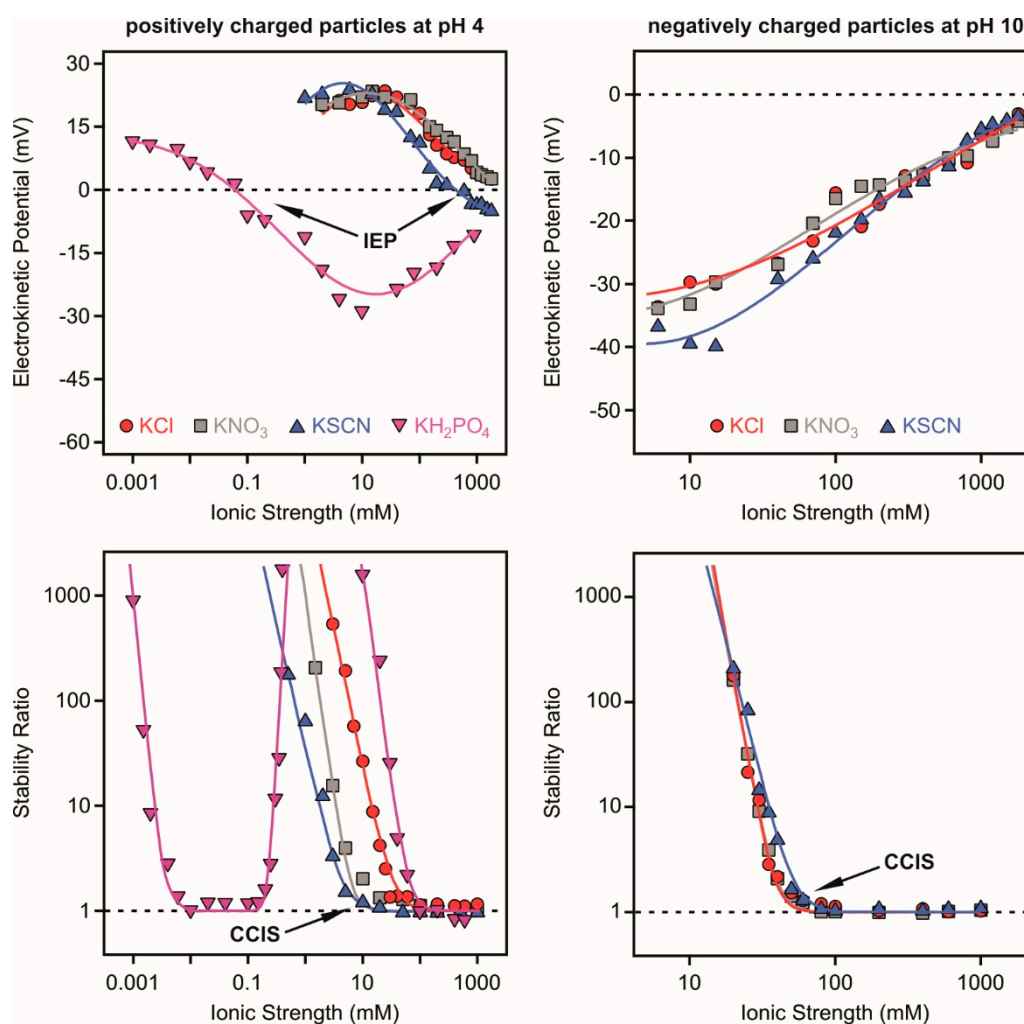 positively charged particles at pH 4
negatively charged particles at pH 10
Electrokinetic Potential (mV)
30
15
0
-15
-30
-45
-60
IEP
KCl KNO₃ KSCN KH₂PO₄
0.001 0.1 10 1000
Ionic Strength (mM)
Electrokinetic Potential (mV)
0
-10
-20
-30
-40
-50
KCl KNO₃ KSCN
10 100 1000
Ionic Strength (mM)
Stability Ratio
1000
100
10
1
CCIS
0.001 0.1 10 1000
Ionic Strength (mM)
Stability Ratio
1000
100
10
1
CCIS
10 100 1000
Ionic Strength (mM)